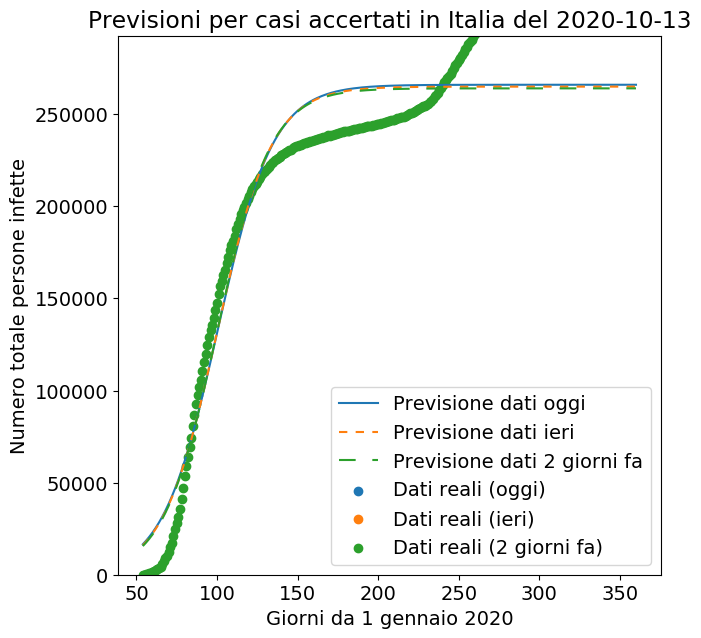 Previsioni per casi accertati in Italia del 2020-10-13
Numero totale persone infette
250000
200000
150000
100000
50000
0
Previsione dati oggi
Previsione dati ieri
Previsione dati 2 giorni fa
Dati reali (oggi)
Dati reali (ieri)
Dati reali (2 giorni fa)
50 100 150 200 250 300 350
Giorni da 1 gennaio 2020